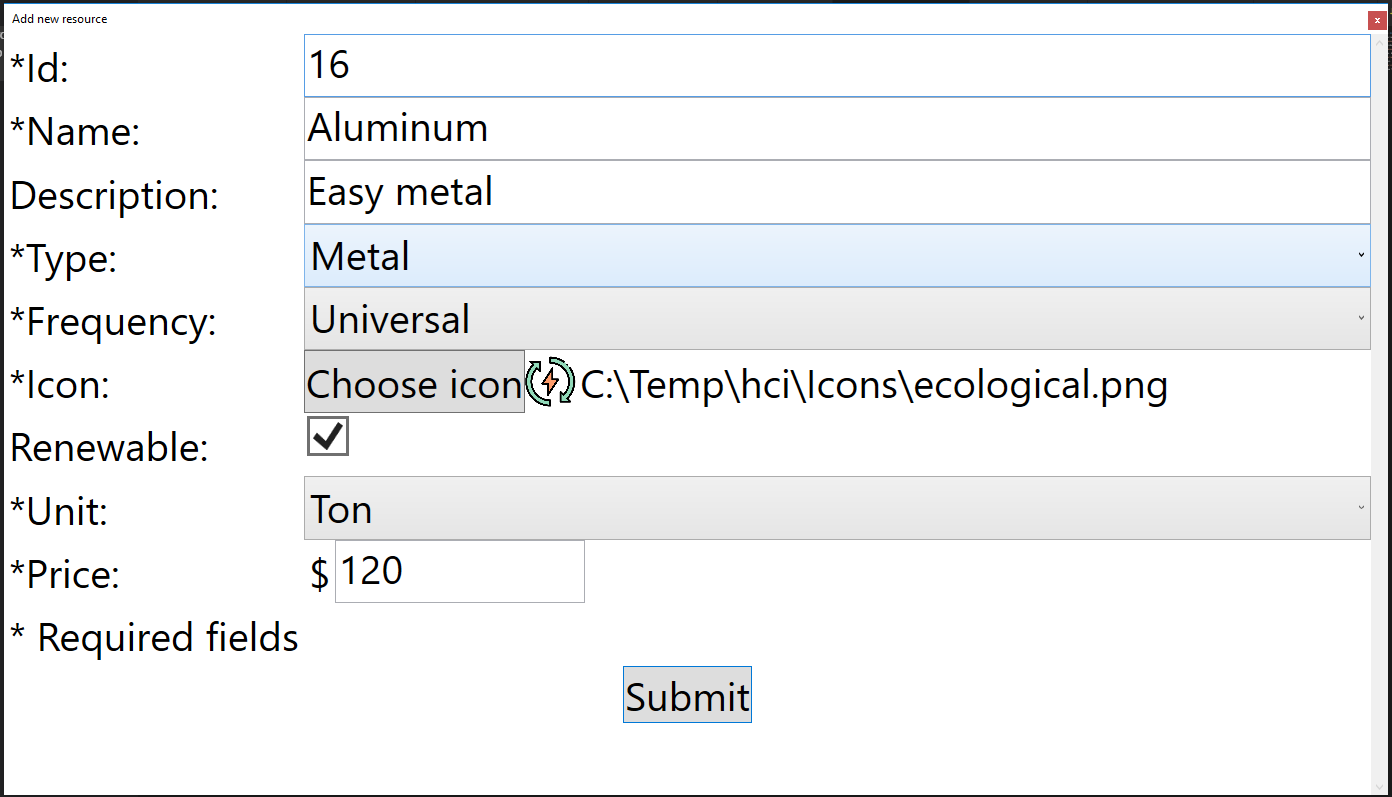 Add new resource
x
*Id: 16
*Name: Aluminum
Description: Easy metal
*Type: Metal
*Frequency: Universal
*Icon: Choose icon C:\Temp\hci\Icons\ecological.png
Renewable:
*Unit: Ton
*Price: $ 120
* Required fields
Submit